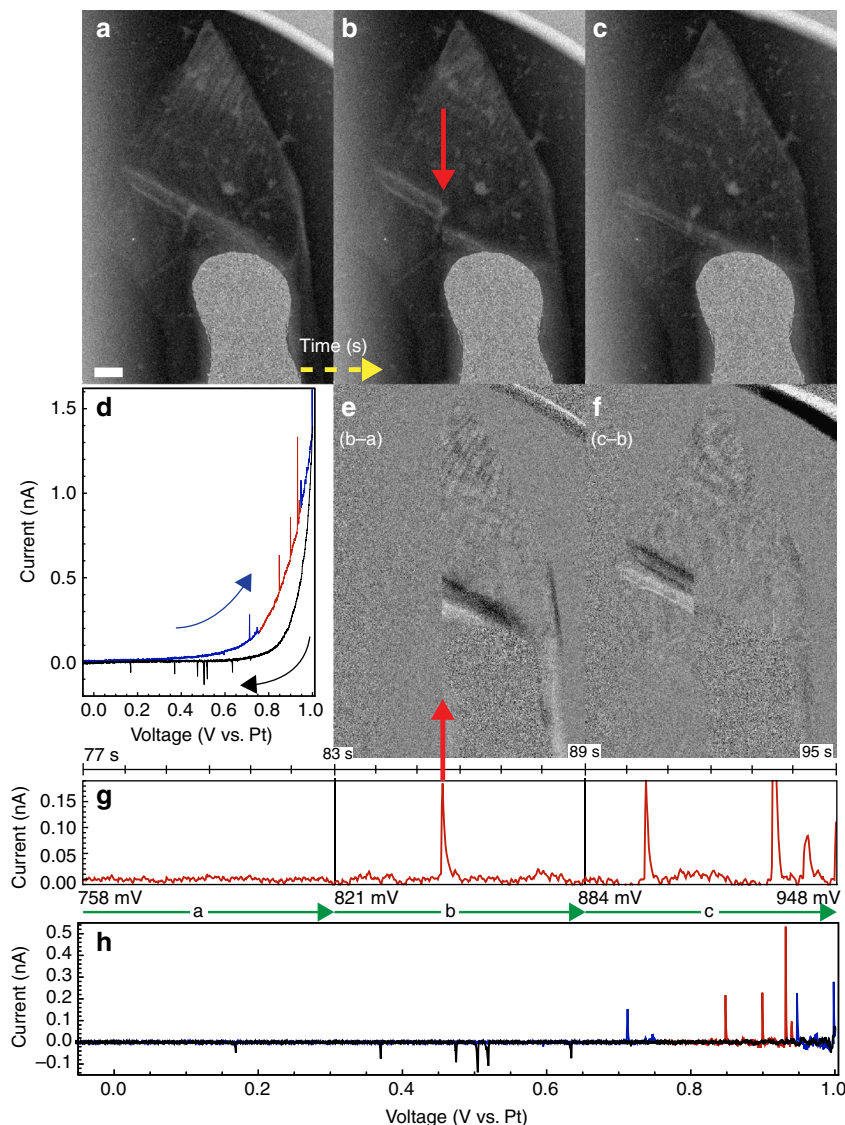 a b c
Time (s)
d e f
(b–a) (c–b)
1.5
1.0
0.5
0.0
Current (nA)
0.0 0.2 0.4 0.6 0.8 1.0
Voltage (V vs. Pt)
77 s 83 s 89 s 95 s
g
0.15
0.10
0.05
0.00
Current (nA)
758 mV 821 mV 884 mV 948 mV
a b c
h
0.5
0.4
0.3
0.2
0.1
0.0
–0.1
Current (nA)
0.0 0.2 0.4 0.6 0.8 1.0
Voltage (V vs. Pt)